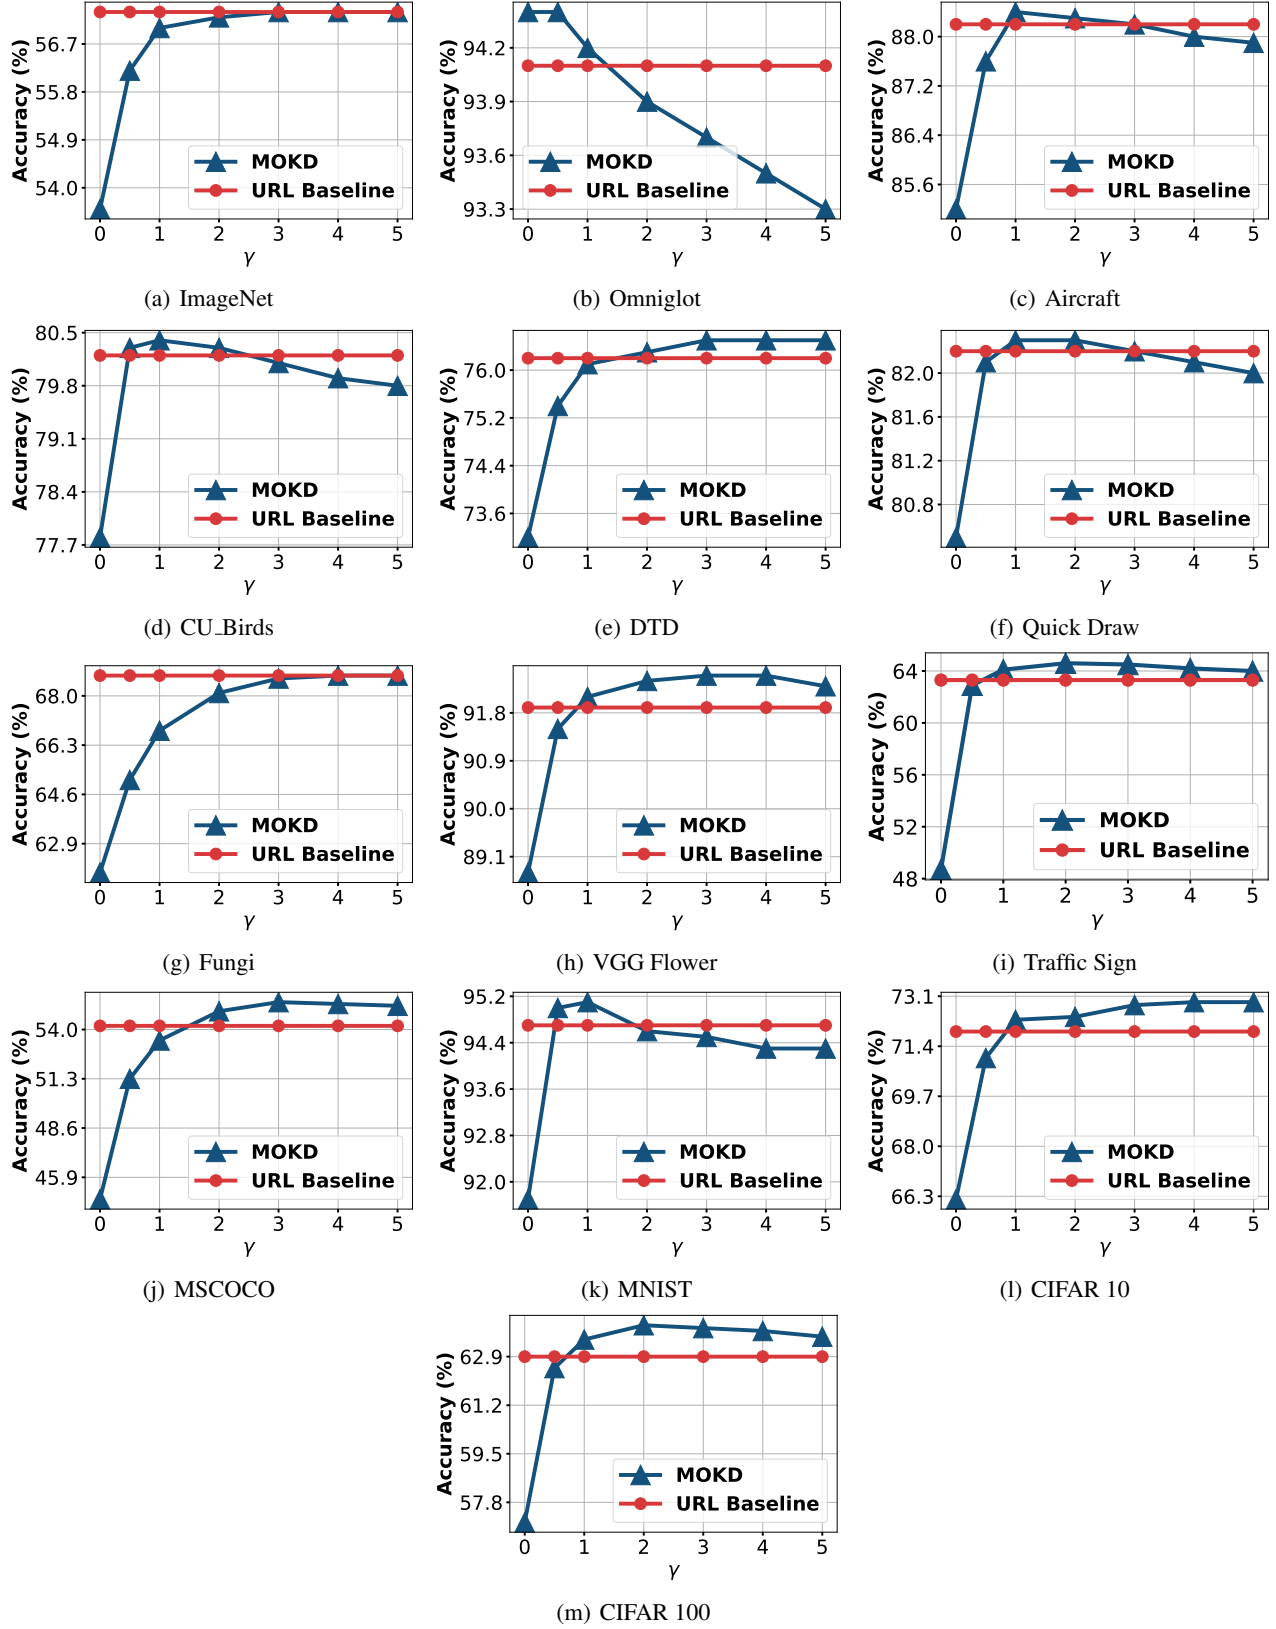 Accuracy (%)
56.7
55.8
54.9
54.0
MOKD
URL Baseline
0 1 2 3 4 5
γ
(a) ImageNet
Accuracy (%)
94.2
93.9
93.6
93.3
MOKD
URL Baseline
0 1 2 3 4 5
γ
(b) Omniglot
Accuracy (%)
88.0
87.2
86.4
85.6
MOKD
URL Baseline
0 1 2 3 4 5
γ
(c) Aircraft
Accuracy (%)
80.5
79.8
79.1
78.4
77.7
MOKD
URL Baseline
0 1 2 3 4 5
γ
(d) CU_Birds
Accuracy (%)
76.0
75.2
74.4
73.6
MOKD
URL Baseline
0 1 2 3 4 5
γ
(e) DTD
Accuracy (%)
82.0
81.6
81.2
80.8
MOKD
URL Baseline
0 1 2 3 4 5
γ
(f) Quick Draw
Accuracy (%)
68.0
66.3
64.6
62.9
MOKD
URL Baseline
0 1 2 3 4 5
γ
(g) Fungi
Accuracy (%)
91.8
90.9
90.0
89.1
MOKD
URL Baseline
0 1 2 3 4 5
γ
(h) VGG Flower
Accuracy (%)
64
60
56
52
48
MOKD
URL Baseline
0 1 2 3 4 5
γ
(i) Traffic Sign
Accuracy (%)
54.0
51.3
48.6
45.9
MOKD
URL Baseline
0 1 2 3 4 5
γ
(j) MSCOCO
Accuracy (%)
95.2
94.4
93.6
92.8
92.0
MOKD
URL Baseline
0 1 2 3 4 5
γ
(k) MNIST
Accuracy (%)
73.1
71.4
69.7
68.0
66.3
MOKD
URL Baseline
0 1 2 3 4 5
γ
(l) CIFAR 10
Accuracy (%)
62.9
61.2
59.5
57.8
MOKD
URL Baseline
0 1 2 3 4 5
γ
(m) CIFAR 100